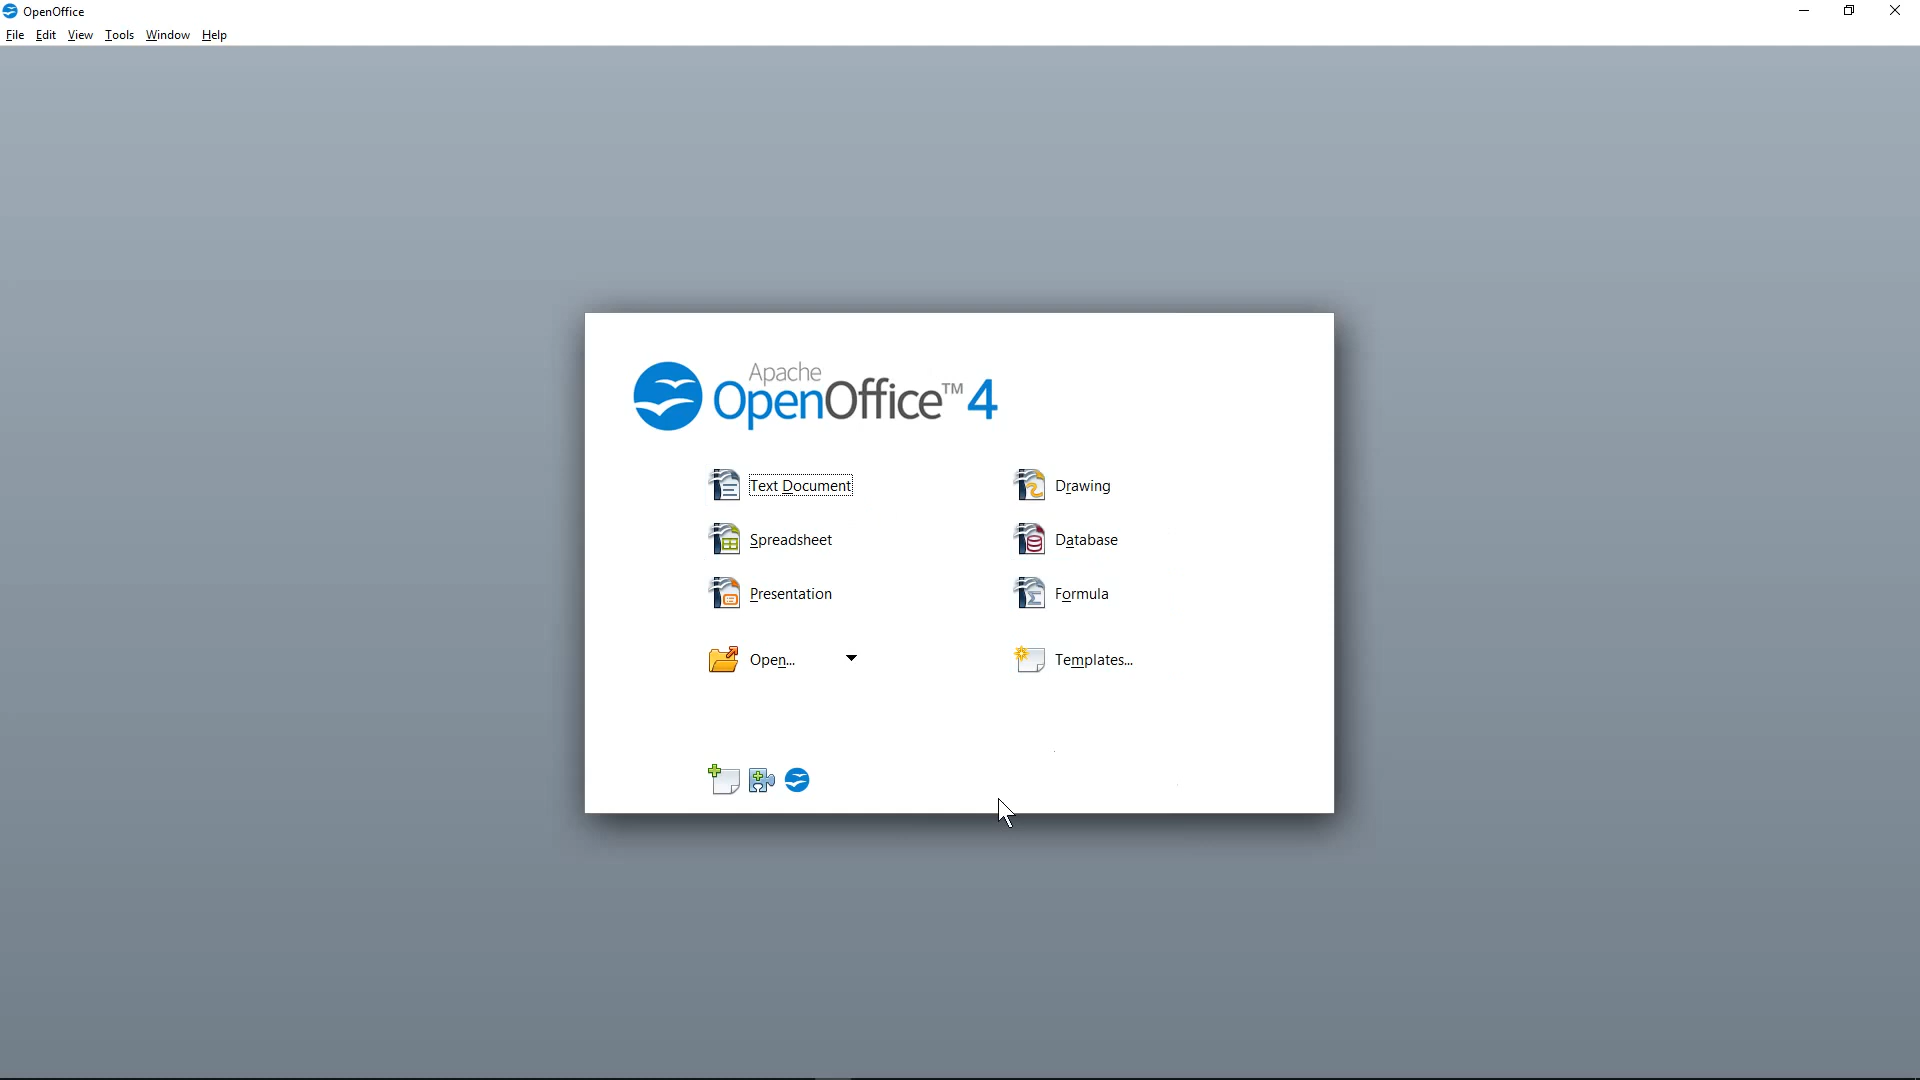 OpenOffice
File Edit View Tools Window Help
Apache
OpenOffice™ 4
Text Document
Drawing
Spreadsheet
Database
Presentation
Formula
Open...
Templates...